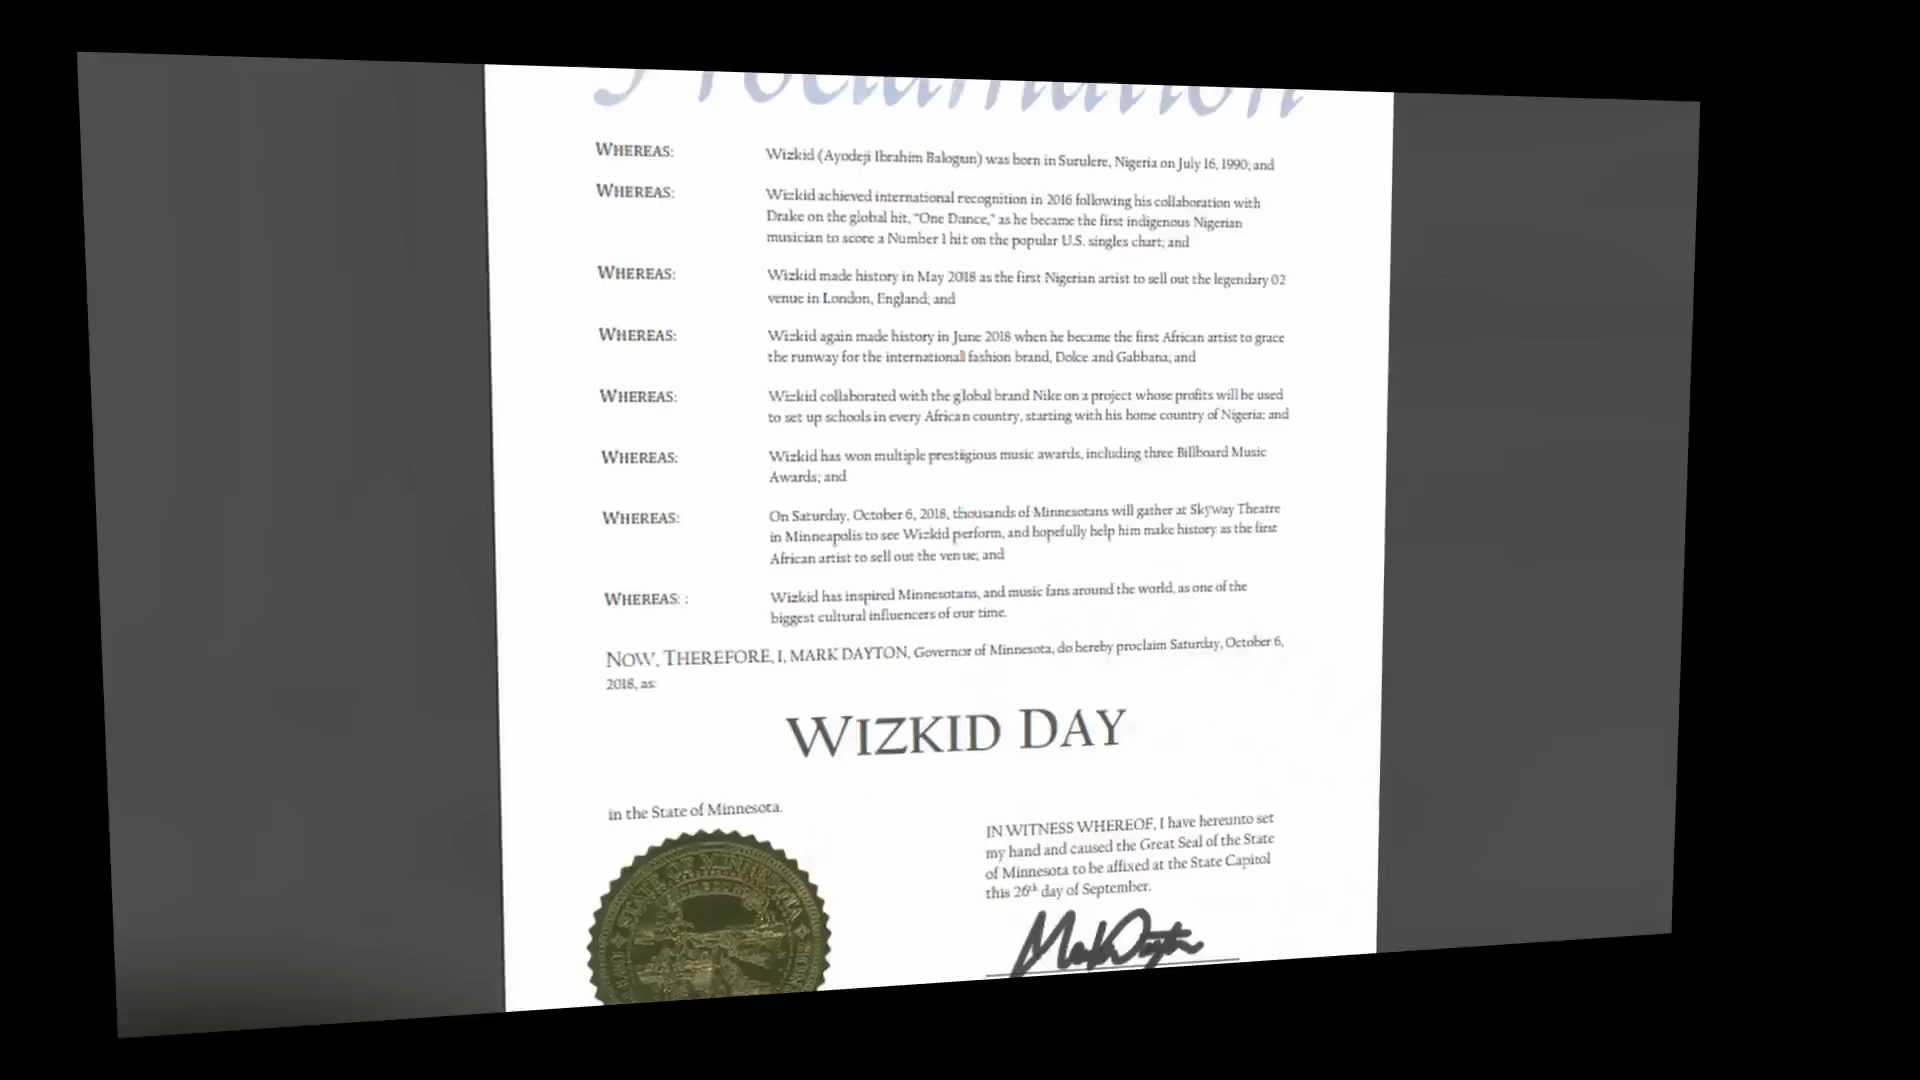 Proclamation
WHEREAS: Wizkid (Ayodeji Ibrahim Balogun) was born in Surulere, Nigeria on July 16, 1990; and
WHEREAS: Wizkid achieved international recognition in 2016 following his collaboration with
Drake on the global hit, "One Dance," as he became the first indigenous Nigerian
musician to score a Number 1 hit on the popular U.S. singles chart; and
WHEREAS: Wizkid made history in May 2018 as the first Nigerian artist to sell out the legendary 02
venue in London, England; and
WHEREAS: Wizkid again made history in June 2018 when he became the first African artist to grace
the runway for the international fashion brand, Dolce and Gabbana; and
WHEREAS: Wizkid collaborated with the global brand Nike on a project whose profits will be used
to set up schools in every African country, starting with his home country of Nigeria; and
WHEREAS: Wizkid has won multiple prestigious music awards, including three Billboard Music
Awards; and
WHEREAS: On Saturday, October 6, 2018, thousands of Minnesotans will gather at Skyway Theatre
in Minneapolis to see Wizkid perform, and hopefully help him make history as the first
African artist to sell out the venue; and
WHEREAS: : Wizkid has inspired Minnesotans, and music fans around the world, as one of the
biggest cultural influencers of our time.
NOW, THEREFORE, I, MARK DAYTON, Governor of Minnesota, do hereby proclaim Saturday, October 6,
2018, as:
WIZKID DAY
in the State of Minnesota.
IN WITNESS WHEREOF, I have hereunto set
my hand and caused the Great Seal of the State
of Minnesota to be affixed at the State Capitol
this 26th day of September.
Mark Dayton
STATE OF MINNESOTA